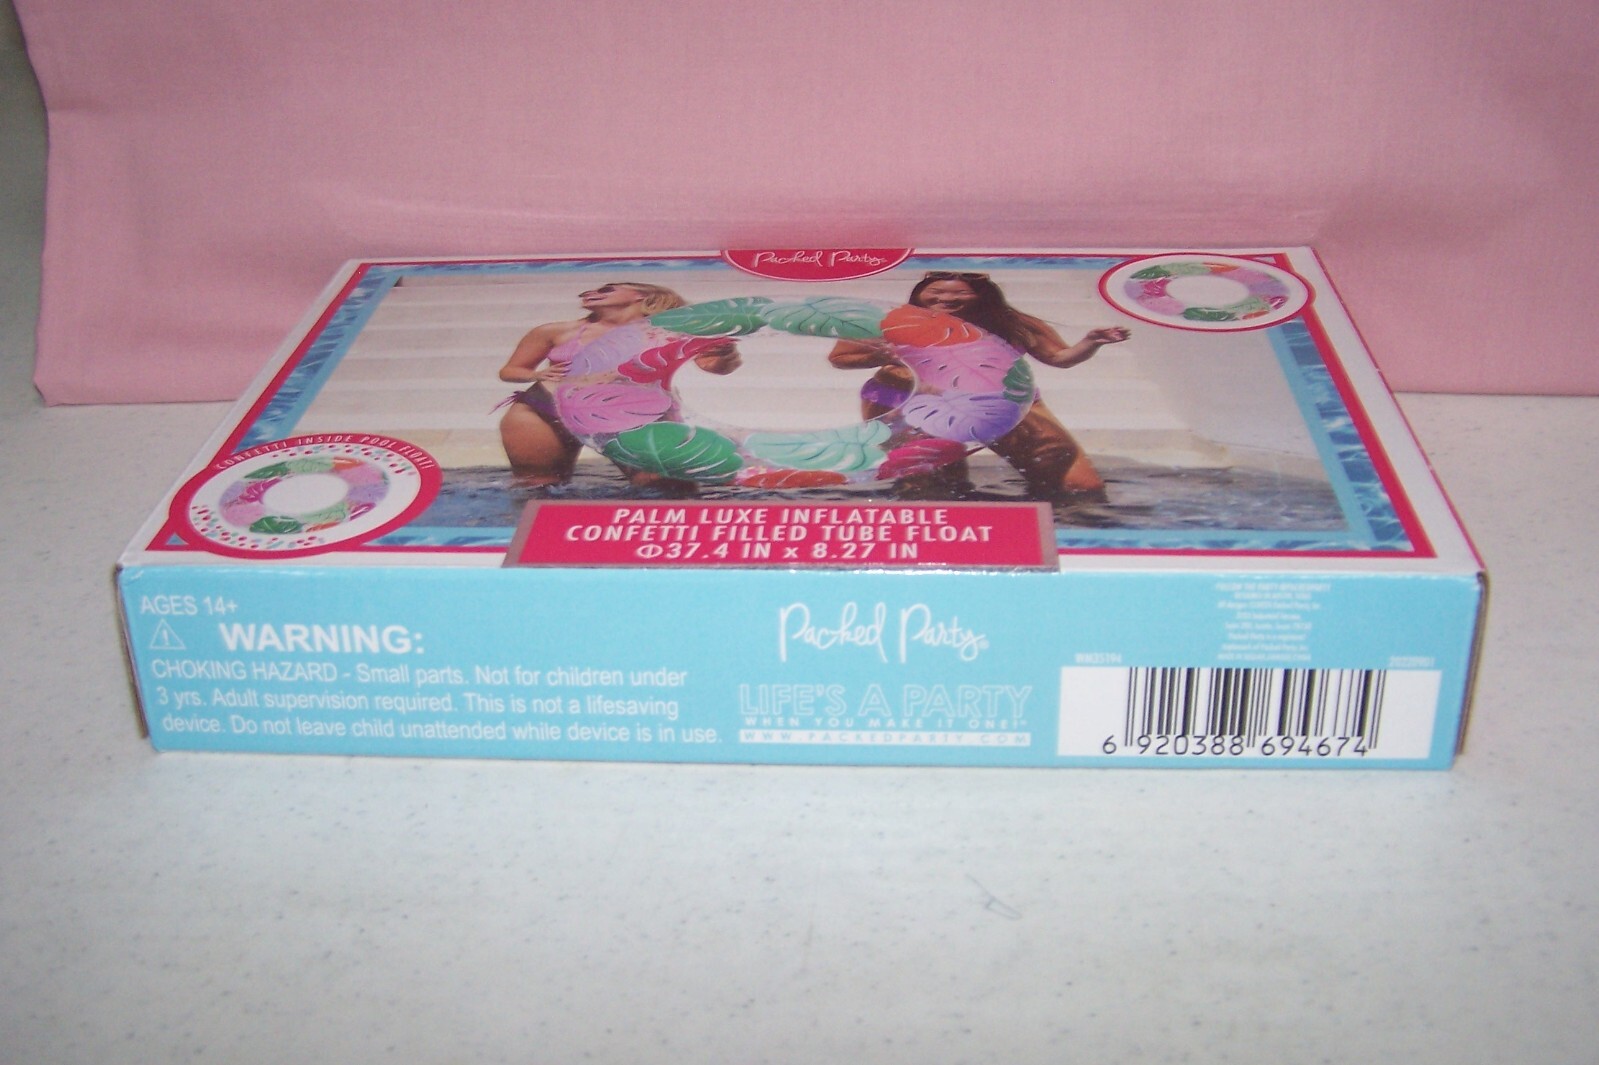 Packed Party®
CONFETTI INSIDE POOL FLOAT!
PALM LUXE INFLATABLE
CONFETTI FILLED TUBE FLOAT
Φ37.4 IN x 8.27 IN
AGES 14+
WARNING:
CHOKING HAZARD - Small parts. Not for children under
3 yrs. Adult supervision required. This is not a lifesaving
device. Do not leave child unattended while device is in use.
Packed Party®
LIFE'S A PARTY
WHEN YOU MAKE IT ONE!
WWW.PACKEDPARTY.COM
6 920388 694674